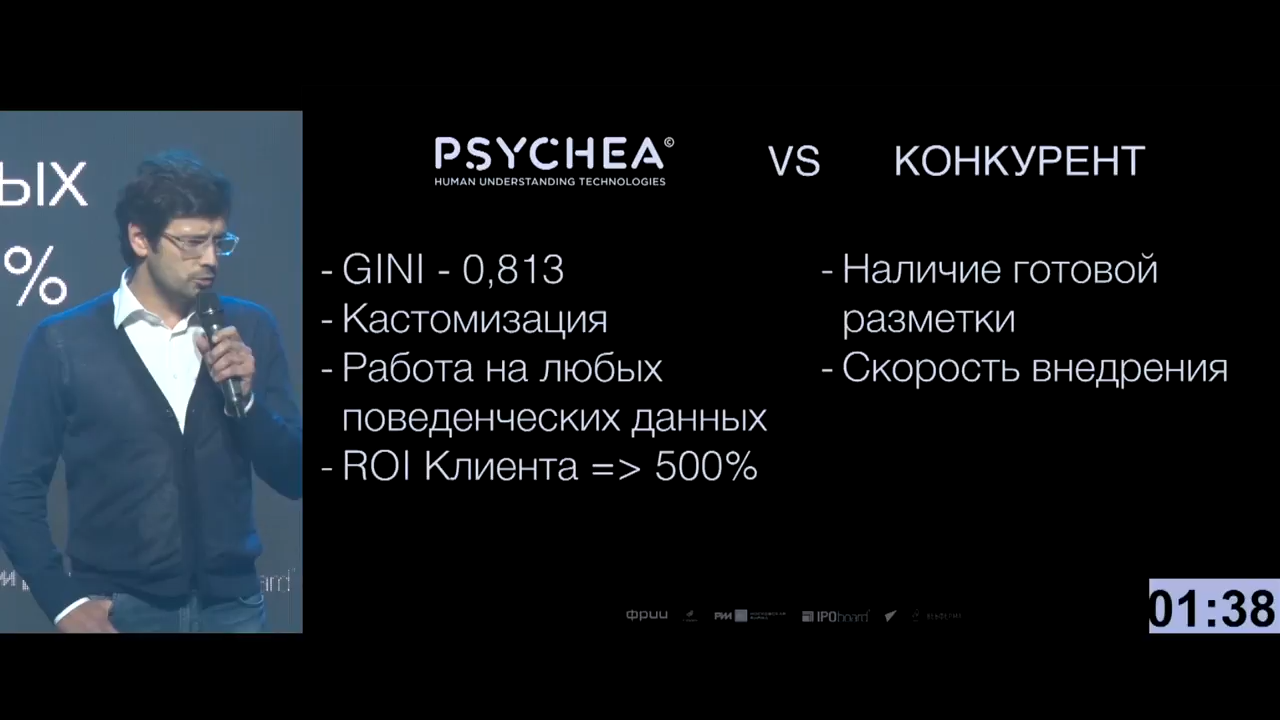 ЫХ
%
PSYCHEA©
HUMAN UNDERSTANDING TECHNOLOGIES
VS
КОНКУРЕНТ
- GINI - 0,813
- Кастомизация
- Работа на любых
поведенческих данных
- ROI Клиента => 500%
- Наличие готовой
разметки
- Скорость внедрения
фрии
IPOboard
01:38